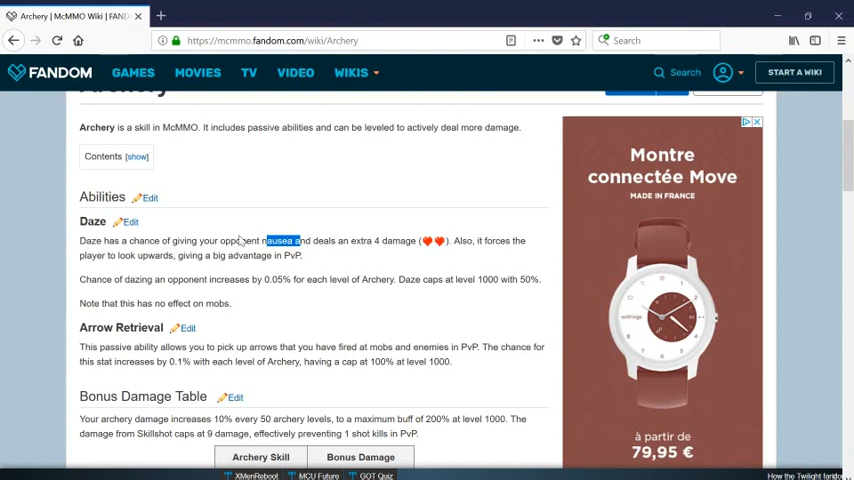 Archery | McMMO Wiki | FAND
https://mcmmo.fandom.com/wiki/Archery
Search
FANDOM
GAMES
MOVIES
TV
VIDEO
WIKIS
Search
START A WIKI
Archery
Archery is a skill in McMMO. It includes passive abilities and can be leveled to actively deal more damage.
Contents [show]
Abilities Edit
Daze Edit
Daze has a chance of giving your opponent nausea and deals an extra 4 damage (❤❤). Also, it forces the
player to look upwards, giving a big advantage in PvP.
Chance of dazing an opponent increases by 0.05% for each level of Archery. Daze caps at level 1000 with 50%.
Note that this has no effect on mobs.
Arrow Retrieval Edit
This passive ability allows you to pick up arrows that you have fired at mobs and enemies in PvP. The chance for
this stat increases by 0.1% with each level of Archery, having a cap at 100% at level 1000.
Bonus Damage Table Edit
Your archery damage increases 10% every 50 archery levels, to a maximum buff of 200% at level 1000. The
damage from Skillshot caps at 9 damage, effectively preventing 1 shot kills in PvP.
Archery Skill Bonus Damage
Montre
connectée Move
MADE IN FRANCE
withings
à partir de
79,95 €
XMenReboot MCU Future GOT Quiz
How the Twilight fando